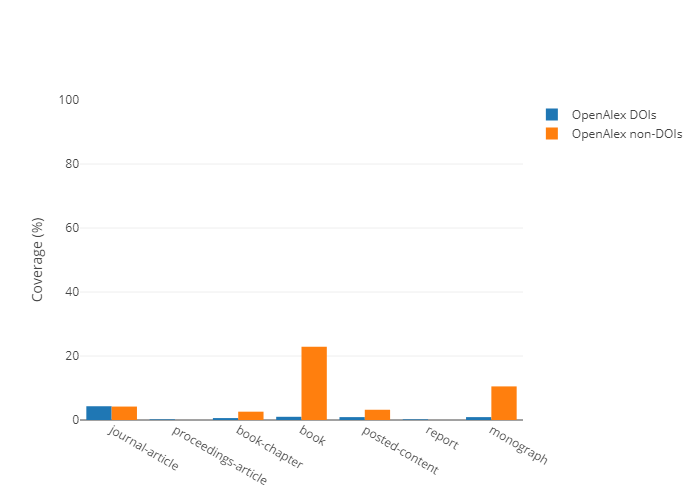 100
80
60
40
20
0
Coverage (%)
journal-article
proceedings-article
book-chapter
book
posted-content
report
monograph
OpenAlex DOIs
OpenAlex non-DOIs